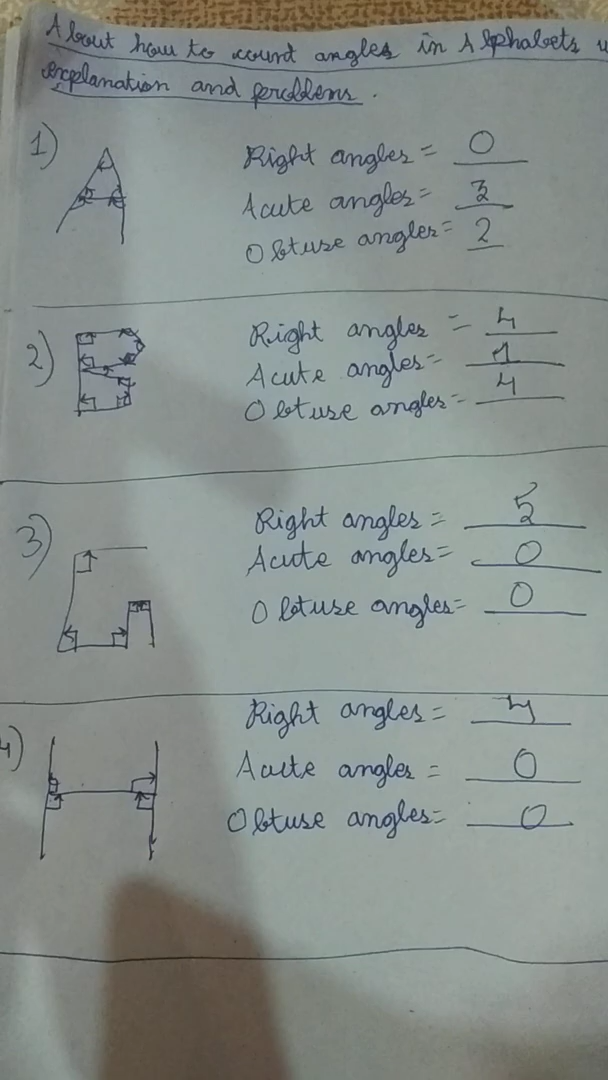 About how to count angles in Alphabets
explanation and problems.
1)
Right angles = 0
Acute angles = 3
Obtuse angles = 2
2)
Right angles = 4
Acute angles = 1
Obtuse angles = 4
3)
Right angles = 5
Acute angles = 0
Obtuse angles = 0
4)
Right angles = 4
Acute angles = 0
Obtuse angles = 0